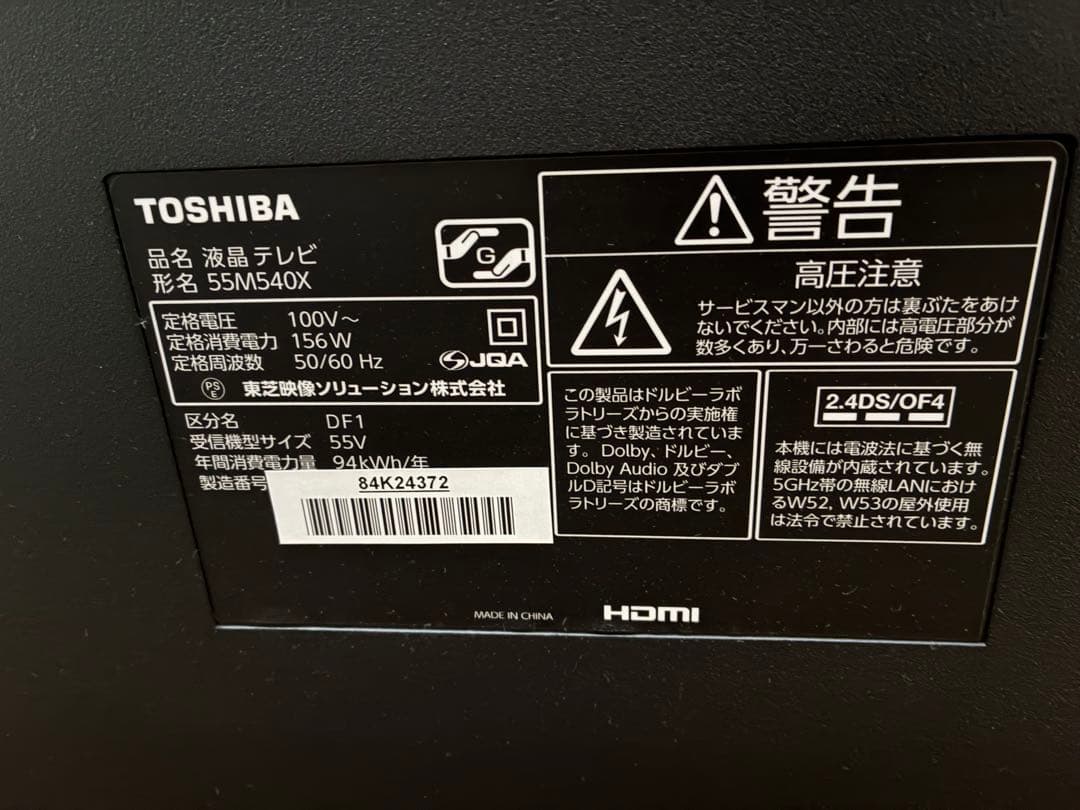 TOSHIBA
品名 液晶テレビ
形名 55M540X
G
定格電圧 100V～
定格消費電力 156W
定格周波数 50/60 Hz
JQA
PS
E
東芝映像ソリューション株式会社
区分名 DF1
受信機型サイズ 55V
年間消費電力量 94kWh/年
製造番号
84K24372
警告
高圧注意
サービスマン以外の方は裏ぶたをあけ
ないでください。内部には高電圧部分が
数多くあり、万一さわると危険です。
この製品はドルビーラボ
ラトリーズからの実施権
に基づき製造されていま
す。Dolby、ドルビー、
Dolby Audio 及びダブ
ルD記号はドルビーラボ
ラトリーズの商標です。
2.4DS/OF4
本機には電波法に基づく無
線設備が内蔵されています。
5GHz帯の無線LANにおけ
るW52, W53の屋外使用
は法令で禁止されています。
MADE IN CHINA
HDMI